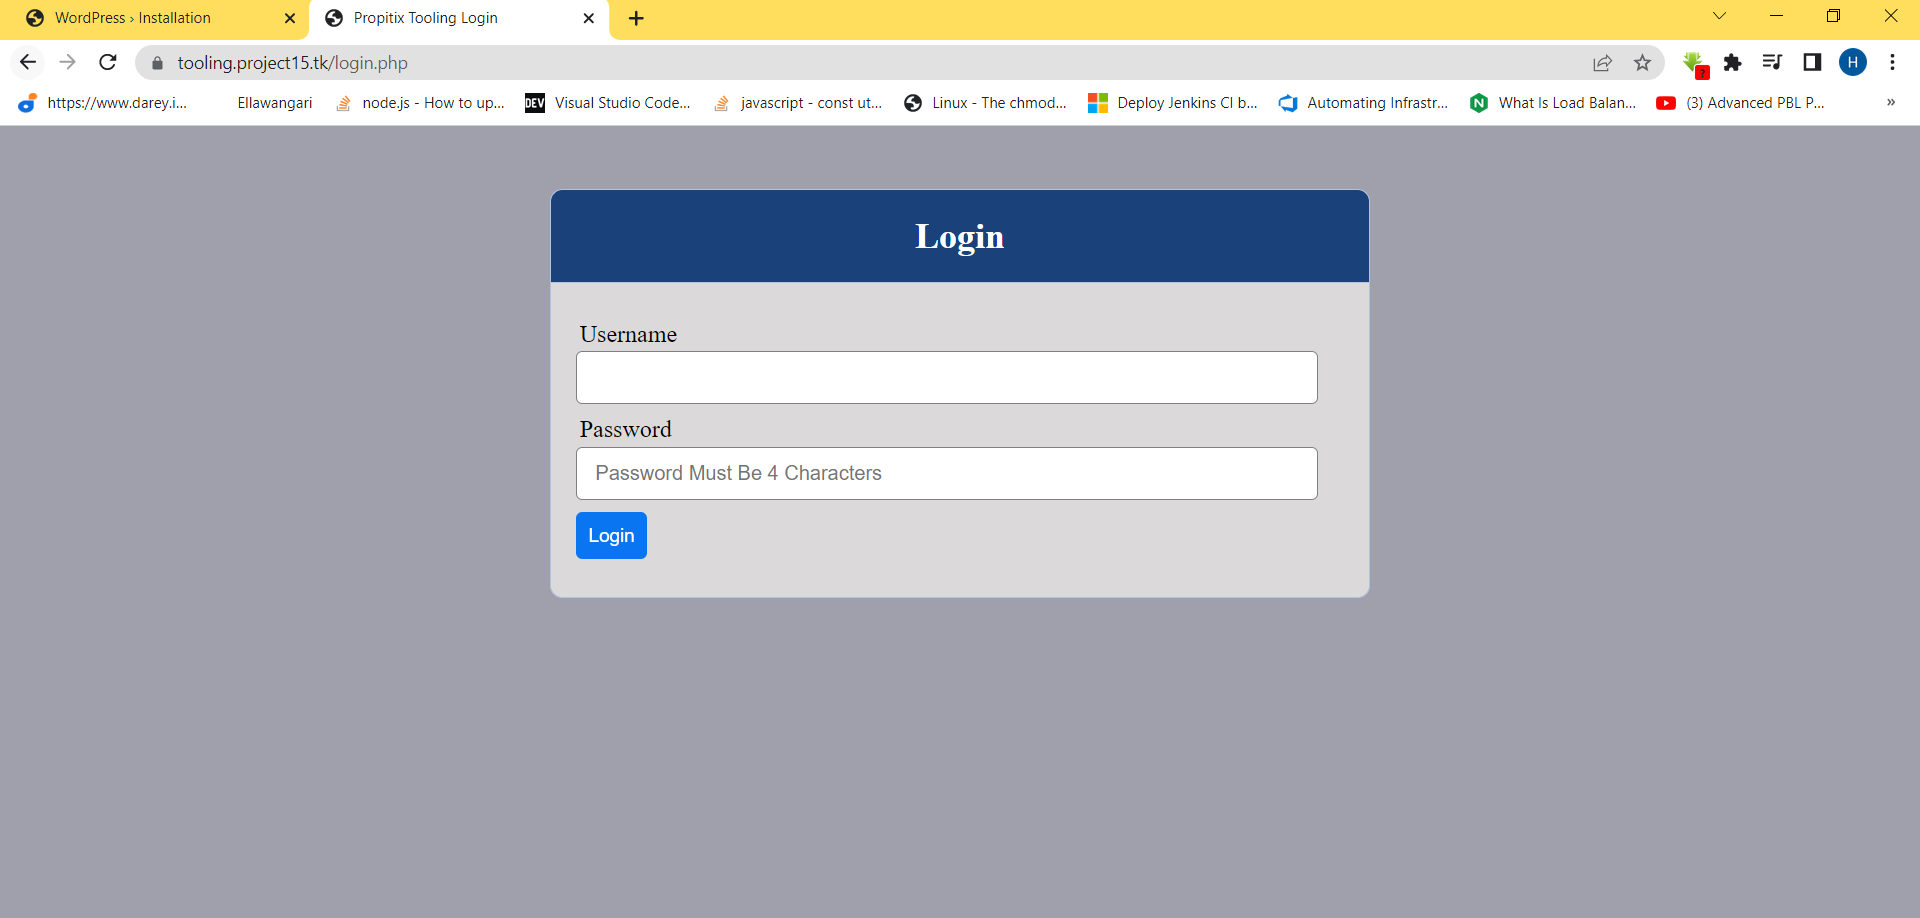 WordPress › Installation
Propitix Tooling Login
tooling.project15.tk/login.php
?
H
https://www.darey.i...
Ellawangari
node.js - How to up...
DEV
Visual Studio Code...
javascript - const ut...
Linux - The chmod...
Deploy Jenkins CI b...
Automating Infrastr...
N
What Is Load Balan...
(3) Advanced PBL P...
»
Login
Username
Password
Password Must Be 4 Characters
Login